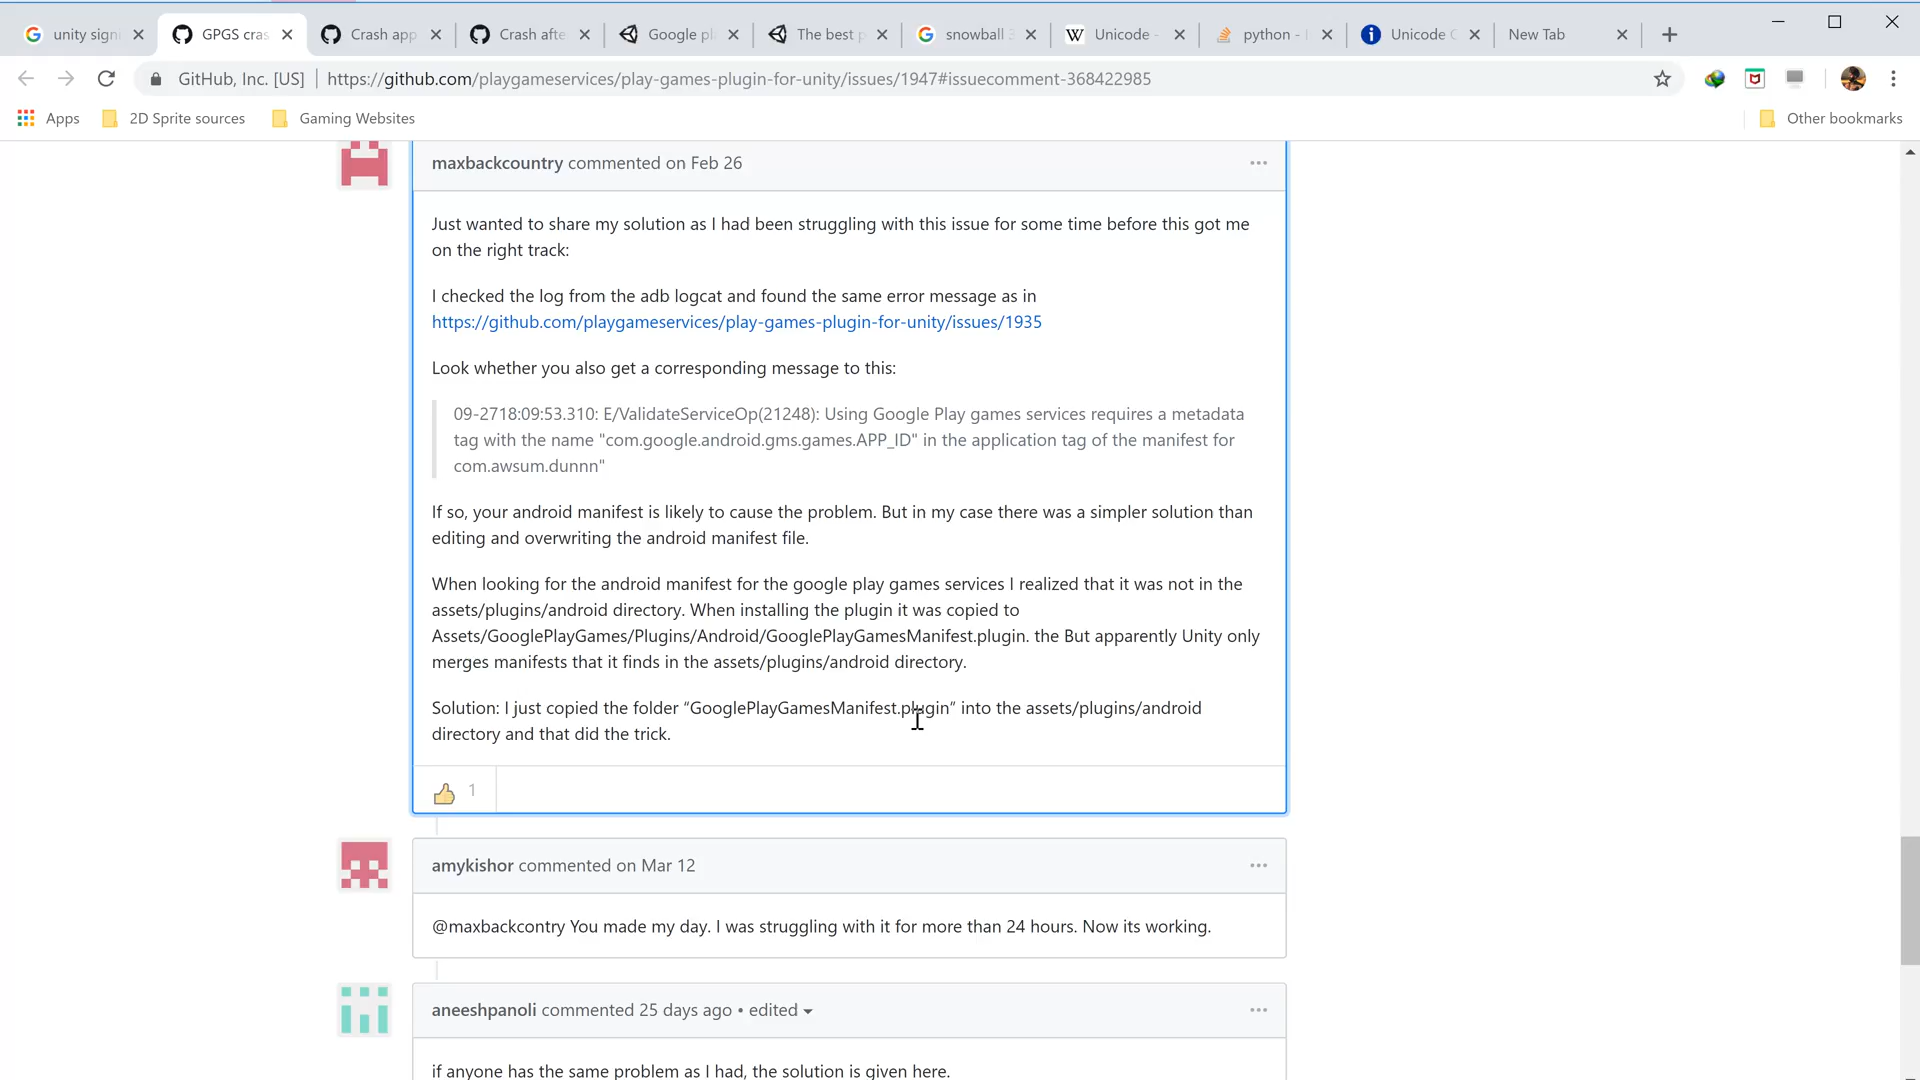 unity sign
GPGS cras
Crash app
Crash afte
Google pl
The best p
snowball 3
Unicode -
python -
Unicode C
New Tab
GitHub, Inc. [US] | https://github.com/playgameservices/play-games-plugin-for-unity/issues/1947#issuecomment-368422985
Apps
2D Sprite sources
Gaming Websites
Other bookmarks
maxbackcountry commented on Feb 26
Just wanted to share my solution as I had been struggling with this issue for some time before this got me
on the right track:
I checked the log from the adb logcat and found the same error message as in
https://github.com/playgameservices/play-games-plugin-for-unity/issues/1935
Look whether you also get a corresponding message to this:
09-2718:09:53.310: E/ValidateServiceOp(21248): Using Google Play games services requires a metadata
tag with the name "com.google.android.gms.games.APP_ID" in the application tag of the manifest for
com.awsum.dunnn"
If so, your android manifest is likely to cause the problem. But in my case there was a simpler solution than
editing and overwriting the android manifest file.
When looking for the android manifest for the google play games services I realized that it was not in the
assets/plugins/android directory. When installing the plugin it was copied to
Assets/GooglePlayGames/Plugins/Android/GooglePlayGamesManifest.plugin. the But apparently Unity only
merges manifests that it finds in the assets/plugins/android directory.
Solution: I just copied the folder “GooglePlayGamesManifest.plugin” into the assets/plugins/android
directory and that did the trick.
1
amykishor commented on Mar 12
@maxbackcontry You made my day. I was struggling with it for more than 24 hours. Now its working.
aneeshpanoli commented 25 days ago • edited
if anyone has the same problem as I had, the solution is given here.